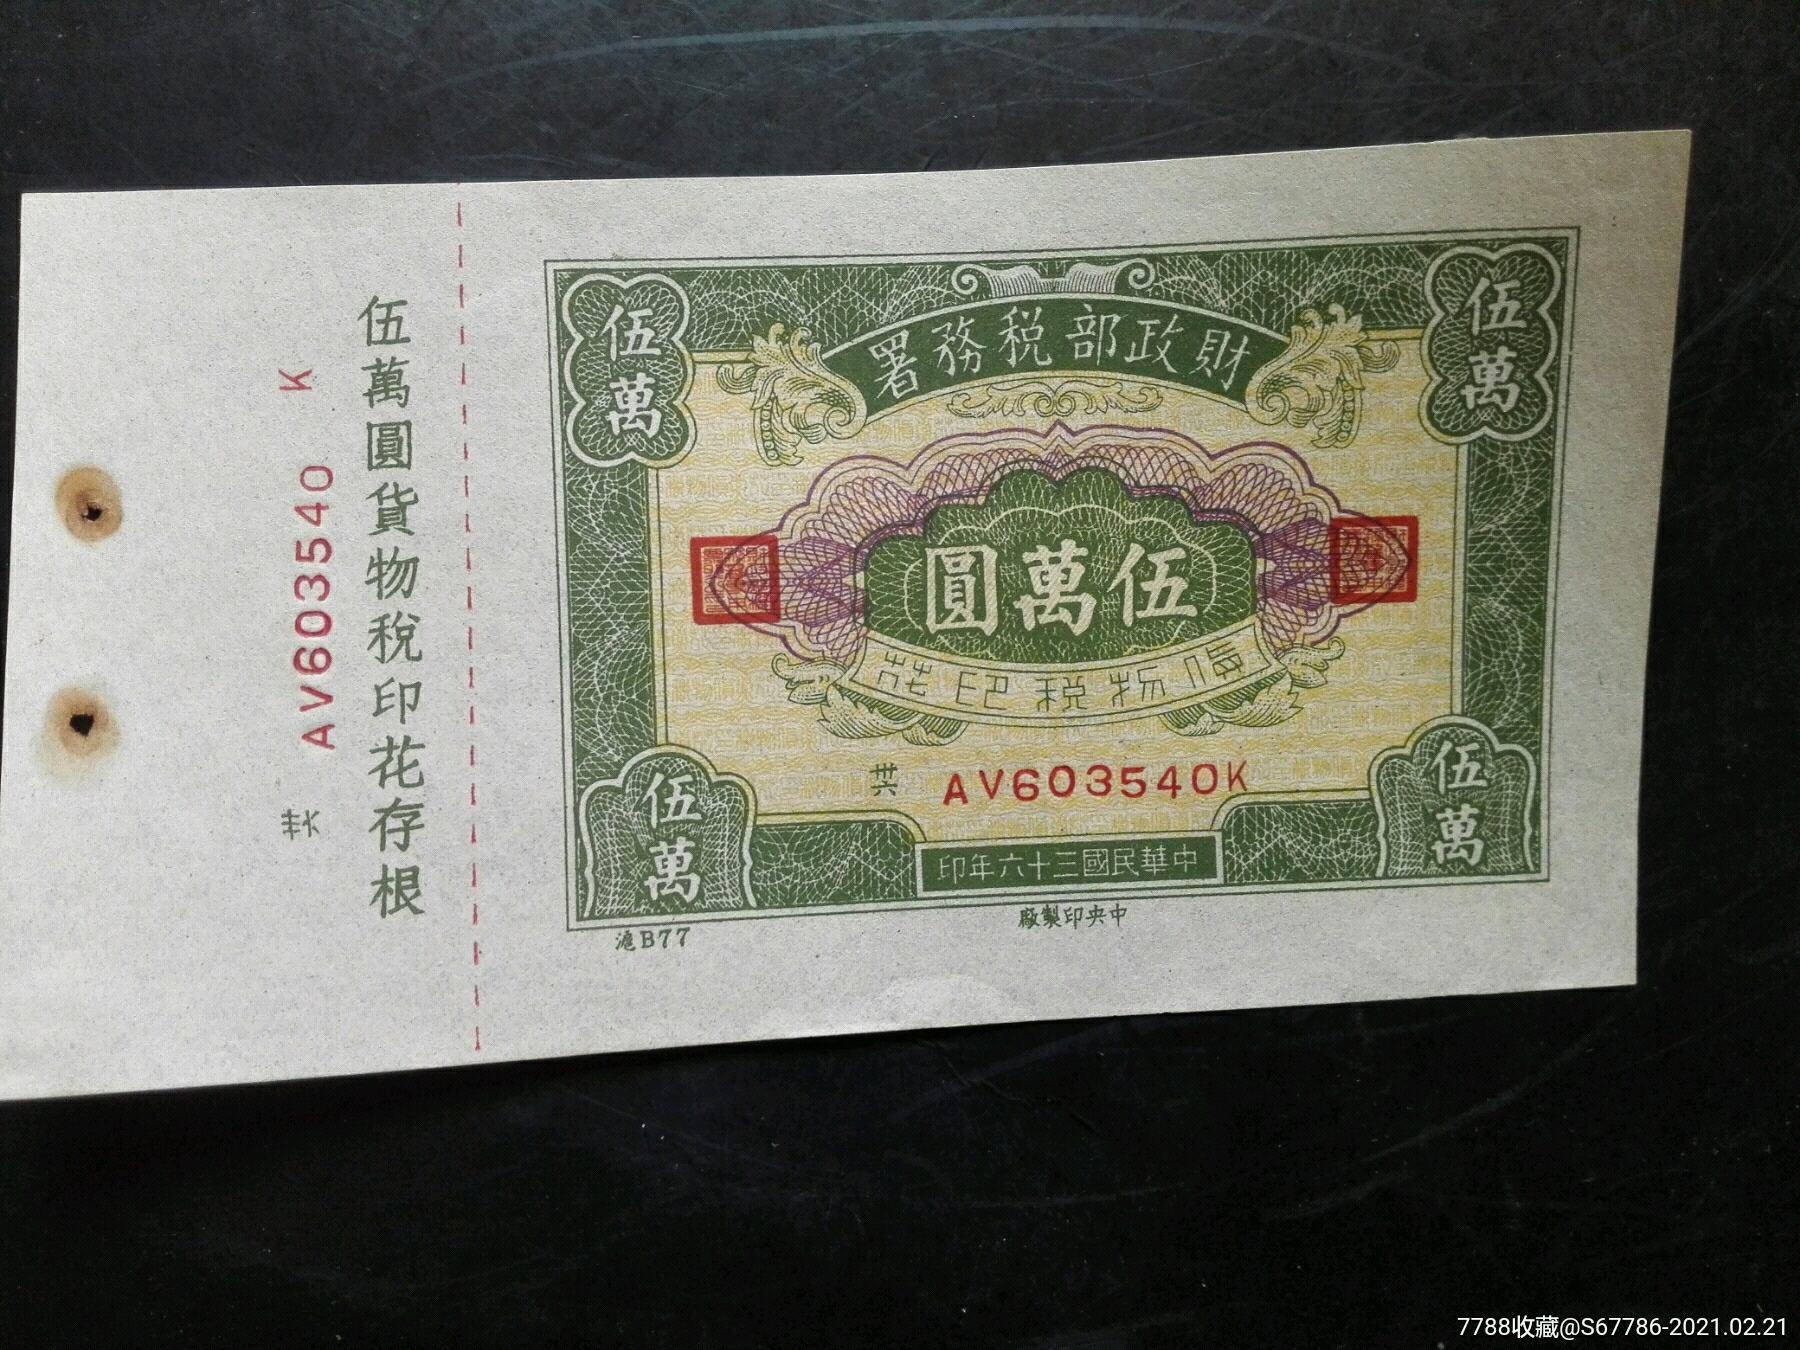 伍萬圓貨物稅印花存根
AV603540 K
伍萬
伍萬
財政部税務署
伍萬圓
貨物税印花
AV603540K
伍萬
伍萬
中華民國三十六年印
中央印製廠
滬B77
7788收藏@S67786-2021.02.21